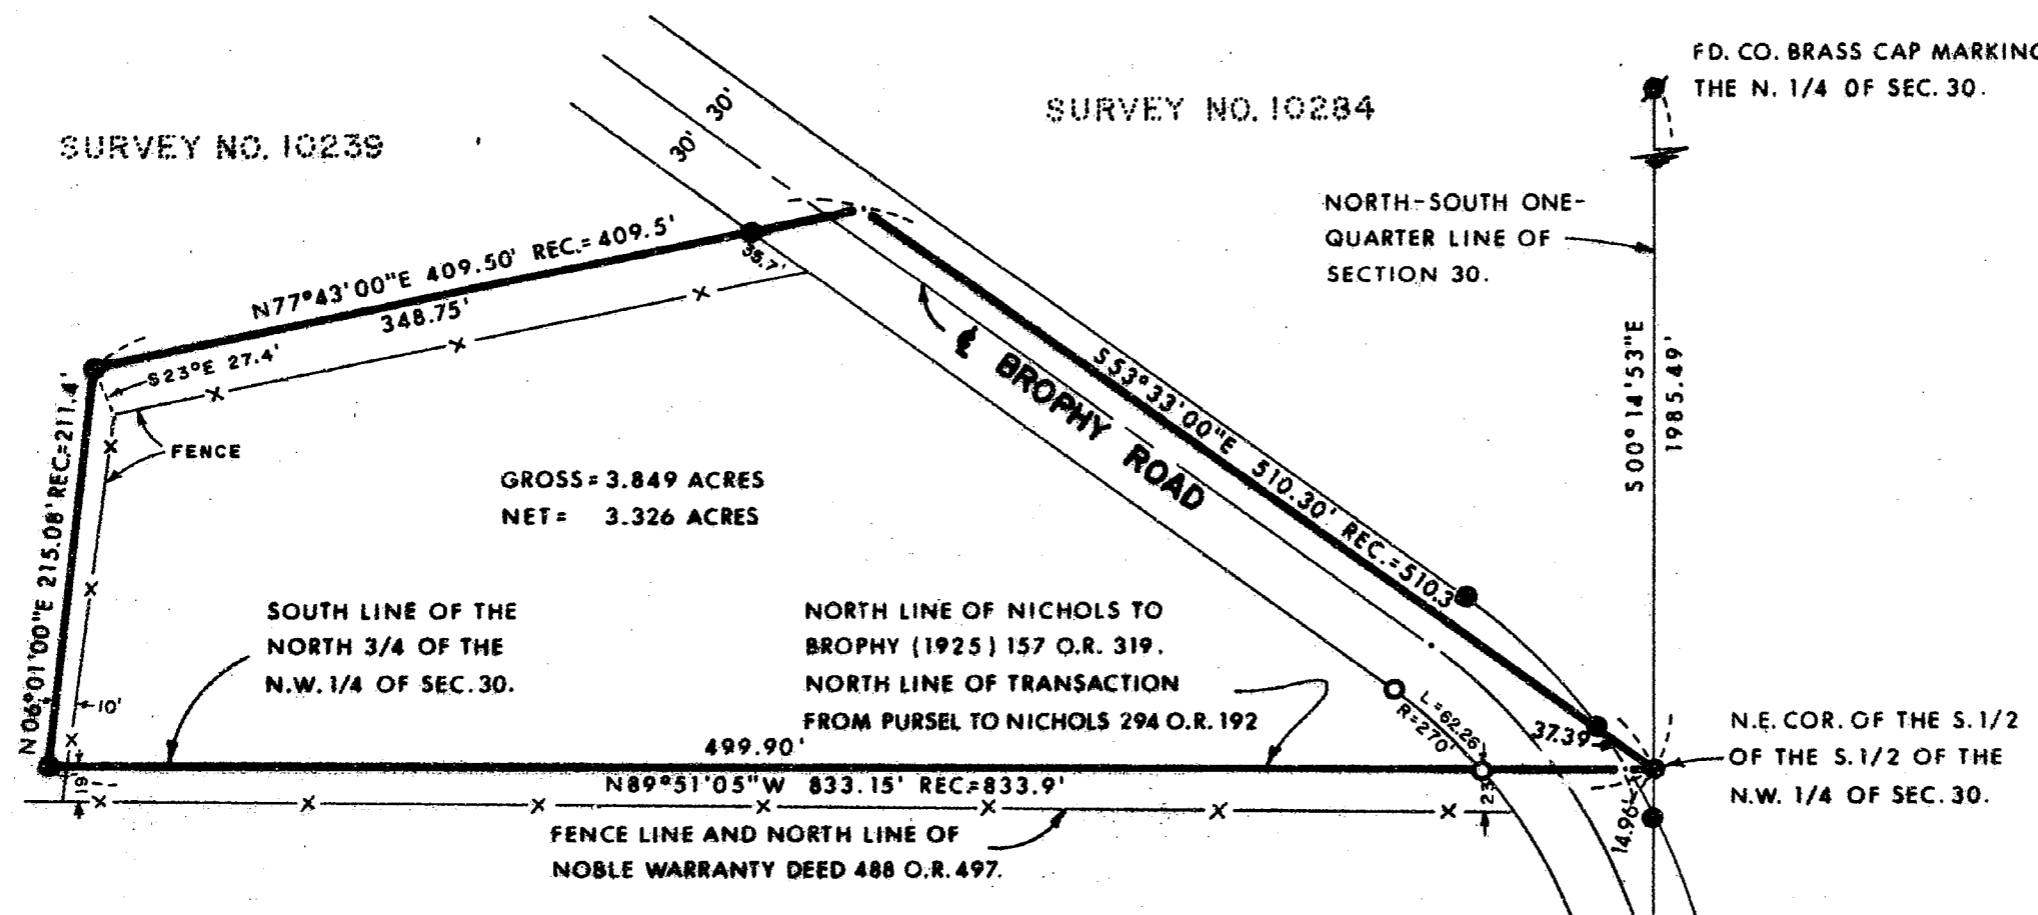 FD. CO. BRASS CAP MARKING
THE N. 1/4 OF SEC. 30.
SURVEY NO. 10239
SURVEY NO. 10284
30'
30'
NORTH-SOUTH ONE-
QUARTER LINE OF
SECTION 30.
N77°43'00"E 409.50' REC.= 409.5'
348.75'
35.7'
S23°E 27.4'
FENCE
N06°01'00"E 215.08' REC.=211.4'
GROSS = 3.849 ACRES
NET = 3.326 ACRES
℄ BROPHY ROAD
S53°33'00"E 510.30' REC.=510.3
S00°14'53"E
1985.49'
SOUTH LINE OF THE
NORTH 3/4 OF THE
N.W. 1/4 OF SEC. 30.
NORTH LINE OF NICHOLS TO
BROPHY (1925) 157 O.R. 319.
NORTH LINE OF TRANSACTION
FROM PURSEL TO NICHOLS 294 O.R. 192
L=62.26'
R=270'
37.39
10'
499.90'
N89°51'05"W 833.15' REC=833.9'
19'
23'
14.96'
N.E. COR. OF THE S. 1/2
OF THE S. 1/2 OF THE
N.W. 1/4 OF SEC. 30.
FENCE LINE AND NORTH LINE OF
NOBLE WARRANTY DEED 488 O.R. 497.